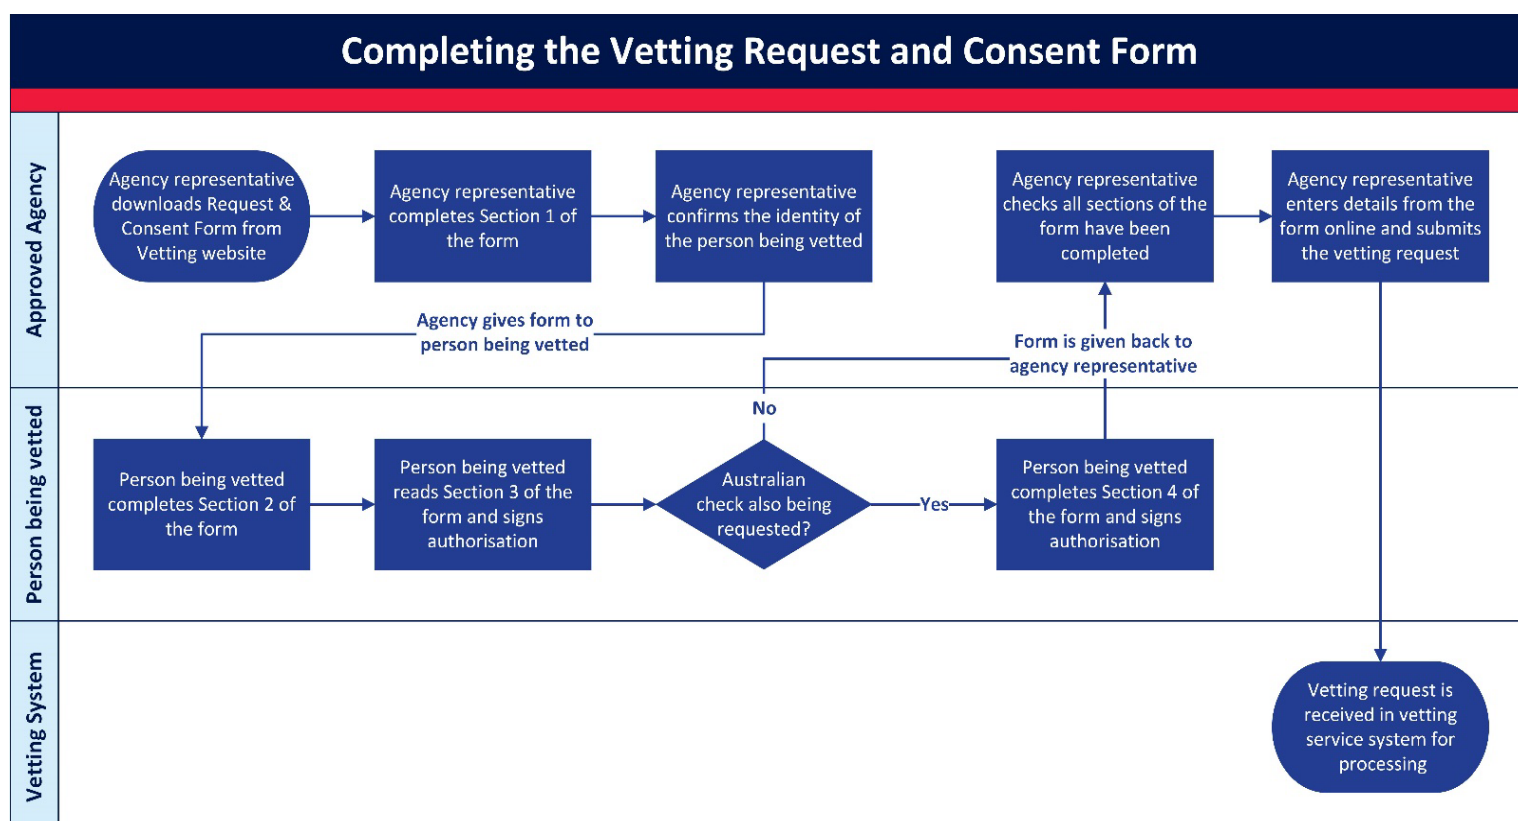 Completing the Vetting Request and Consent Form
Approved Agency
Agency representative
downloads Request &
Consent Form from
Vetting website
Agency representative
completes Section 1 of
the form
Agency representative
confirms the identity of
the person being vetted
Agency representative
checks all sections of the
form have been
completed
Agency representative
enters details from the
form online and submits
the vetting request
Agency gives form to
person being vetted
Form is given back to
agency representative
Person being vetted
Person being vetted
completes Section 2 of
the form
Person being vetted
reads Section 3 of the
form and signs
authorisation
No
Australian
check also being
requested?
Yes
Person being vetted
completes Section 4 of
the form and signs
authorisation
Vetting System
Vetting request is
received in vetting
service system for
processing